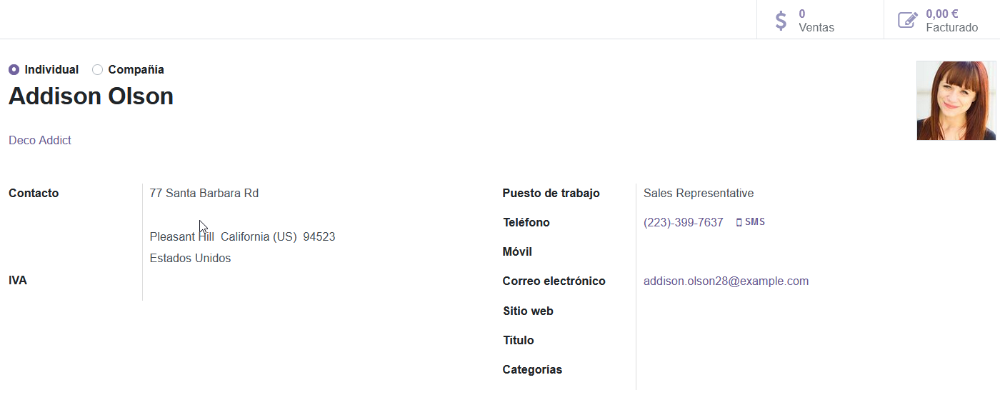 0
Ventas
0,00 €
Facturado
Individual Compañía
Addison Olson
Deco Addict
Contacto
77 Santa Barbara Rd
Pleasant Hill California (US) 94523
Estados Unidos
IVA
Puesto de trabajo Sales Representative
Teléfono (223)-399-7637 SMS
Móvil
Correo electrónico addison.olson28@example.com
Sitio web
Título
Categorías